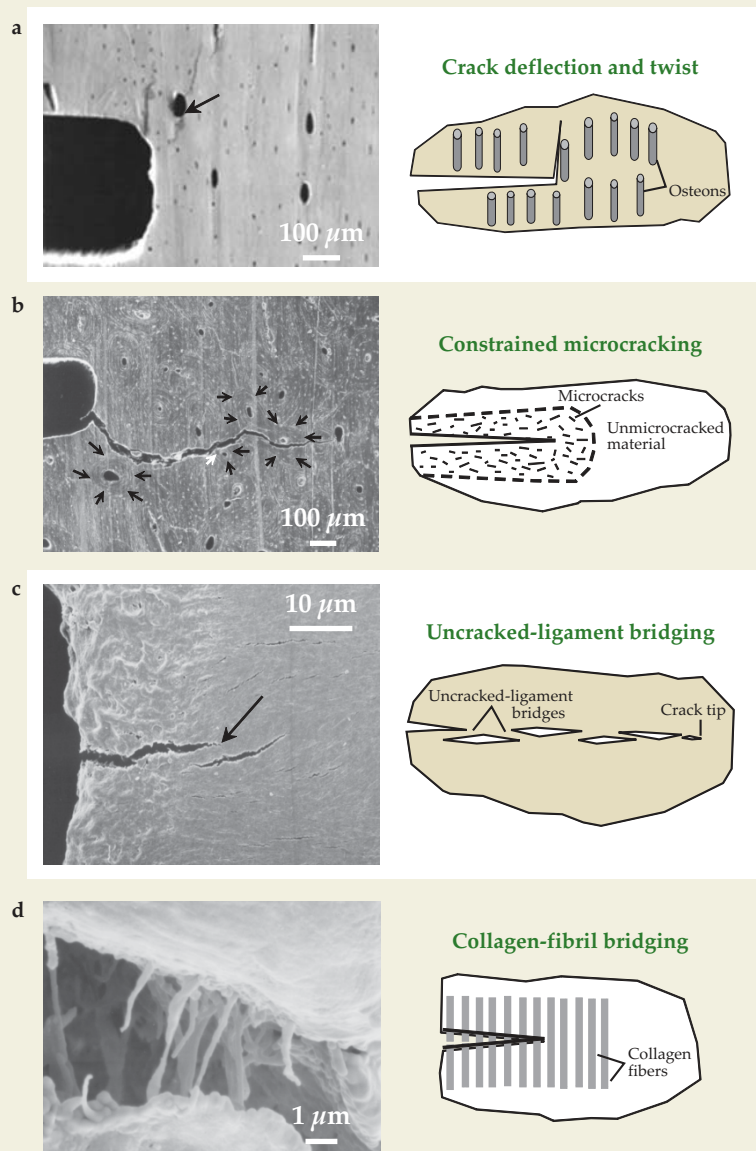 a
Crack deflection and twist
Osteons
100 µm
b
Constrained microcracking
Microcracks
Unmicrocracked
material
100 µm
c
10 µm
Uncracked-ligament bridging
Uncracked-ligament
bridges
Crack tip
d
Collagen-fibril bridging
Collagen
fibers
1 µm